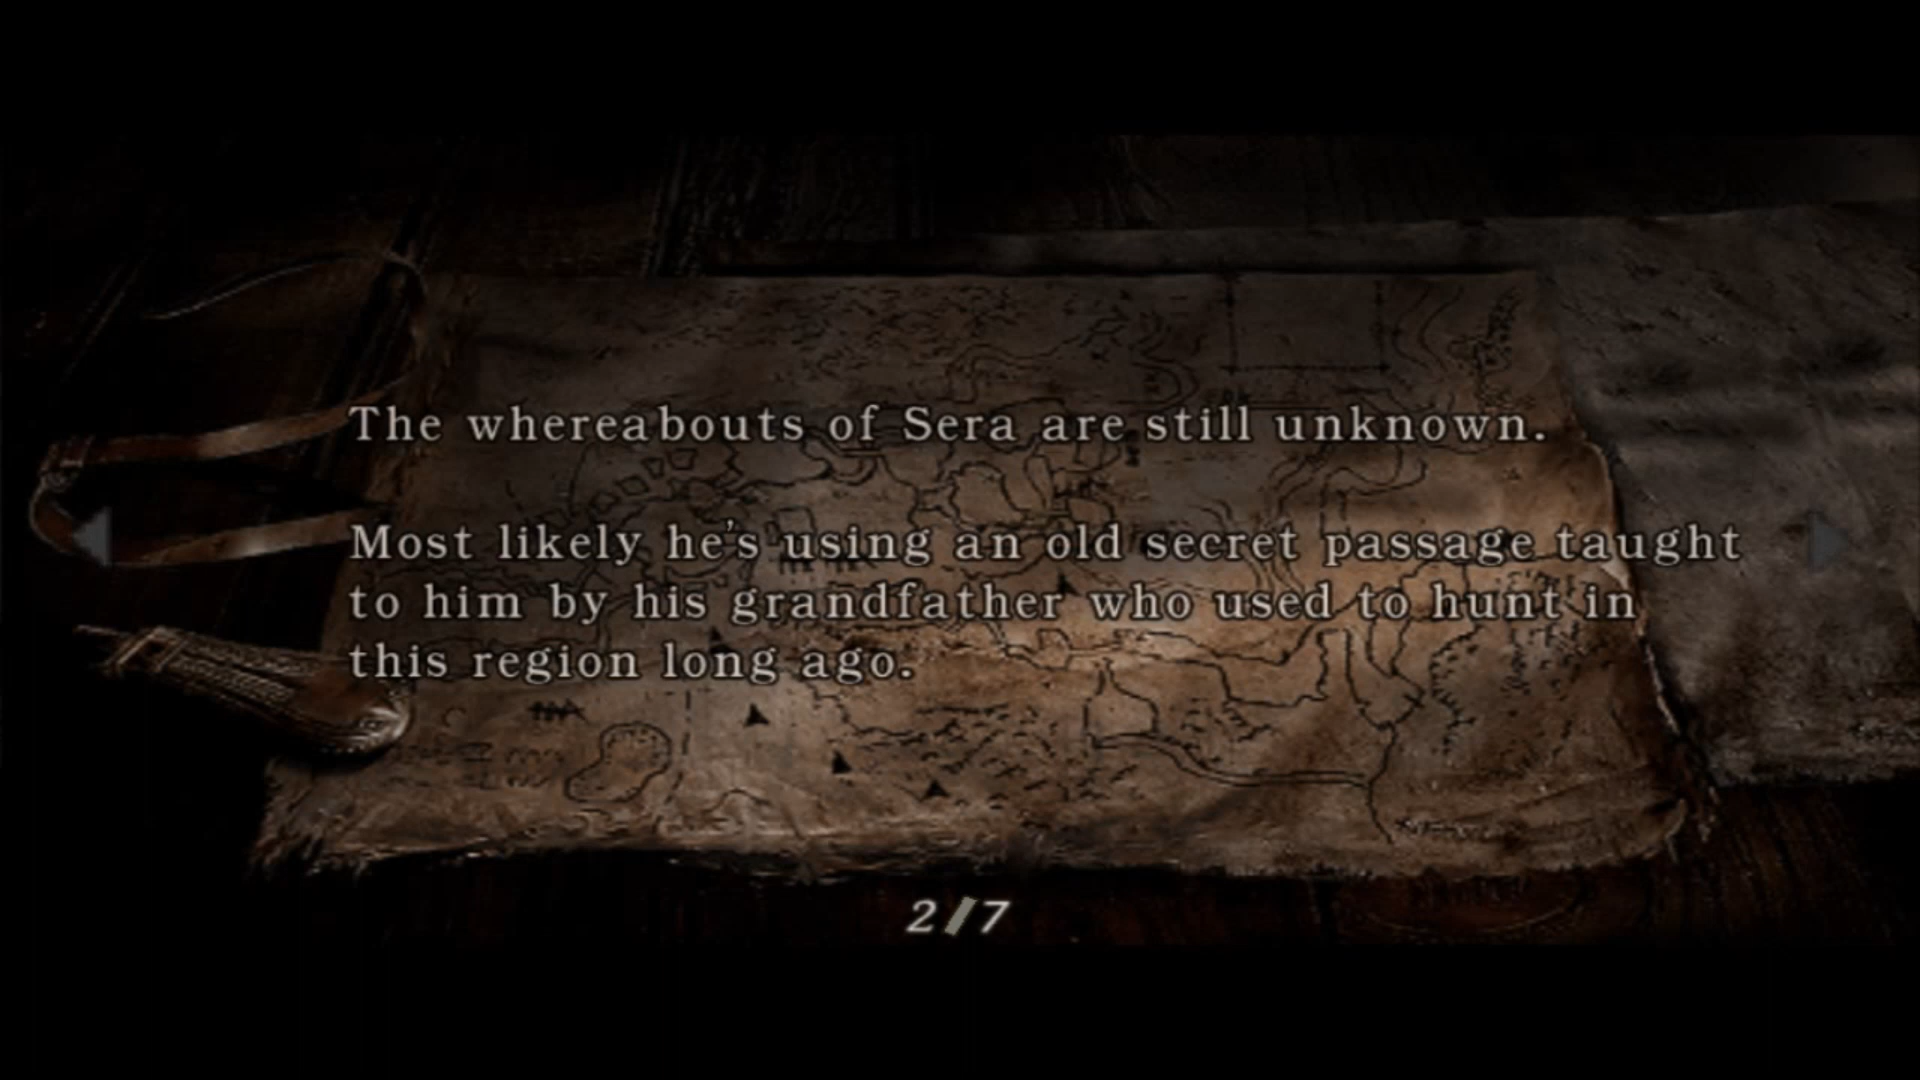 The whereabouts of Sera are still unknown.
Most likely he's using an old secret passage taught
to him by his grandfather who used to hunt in
this region long ago.
2/7